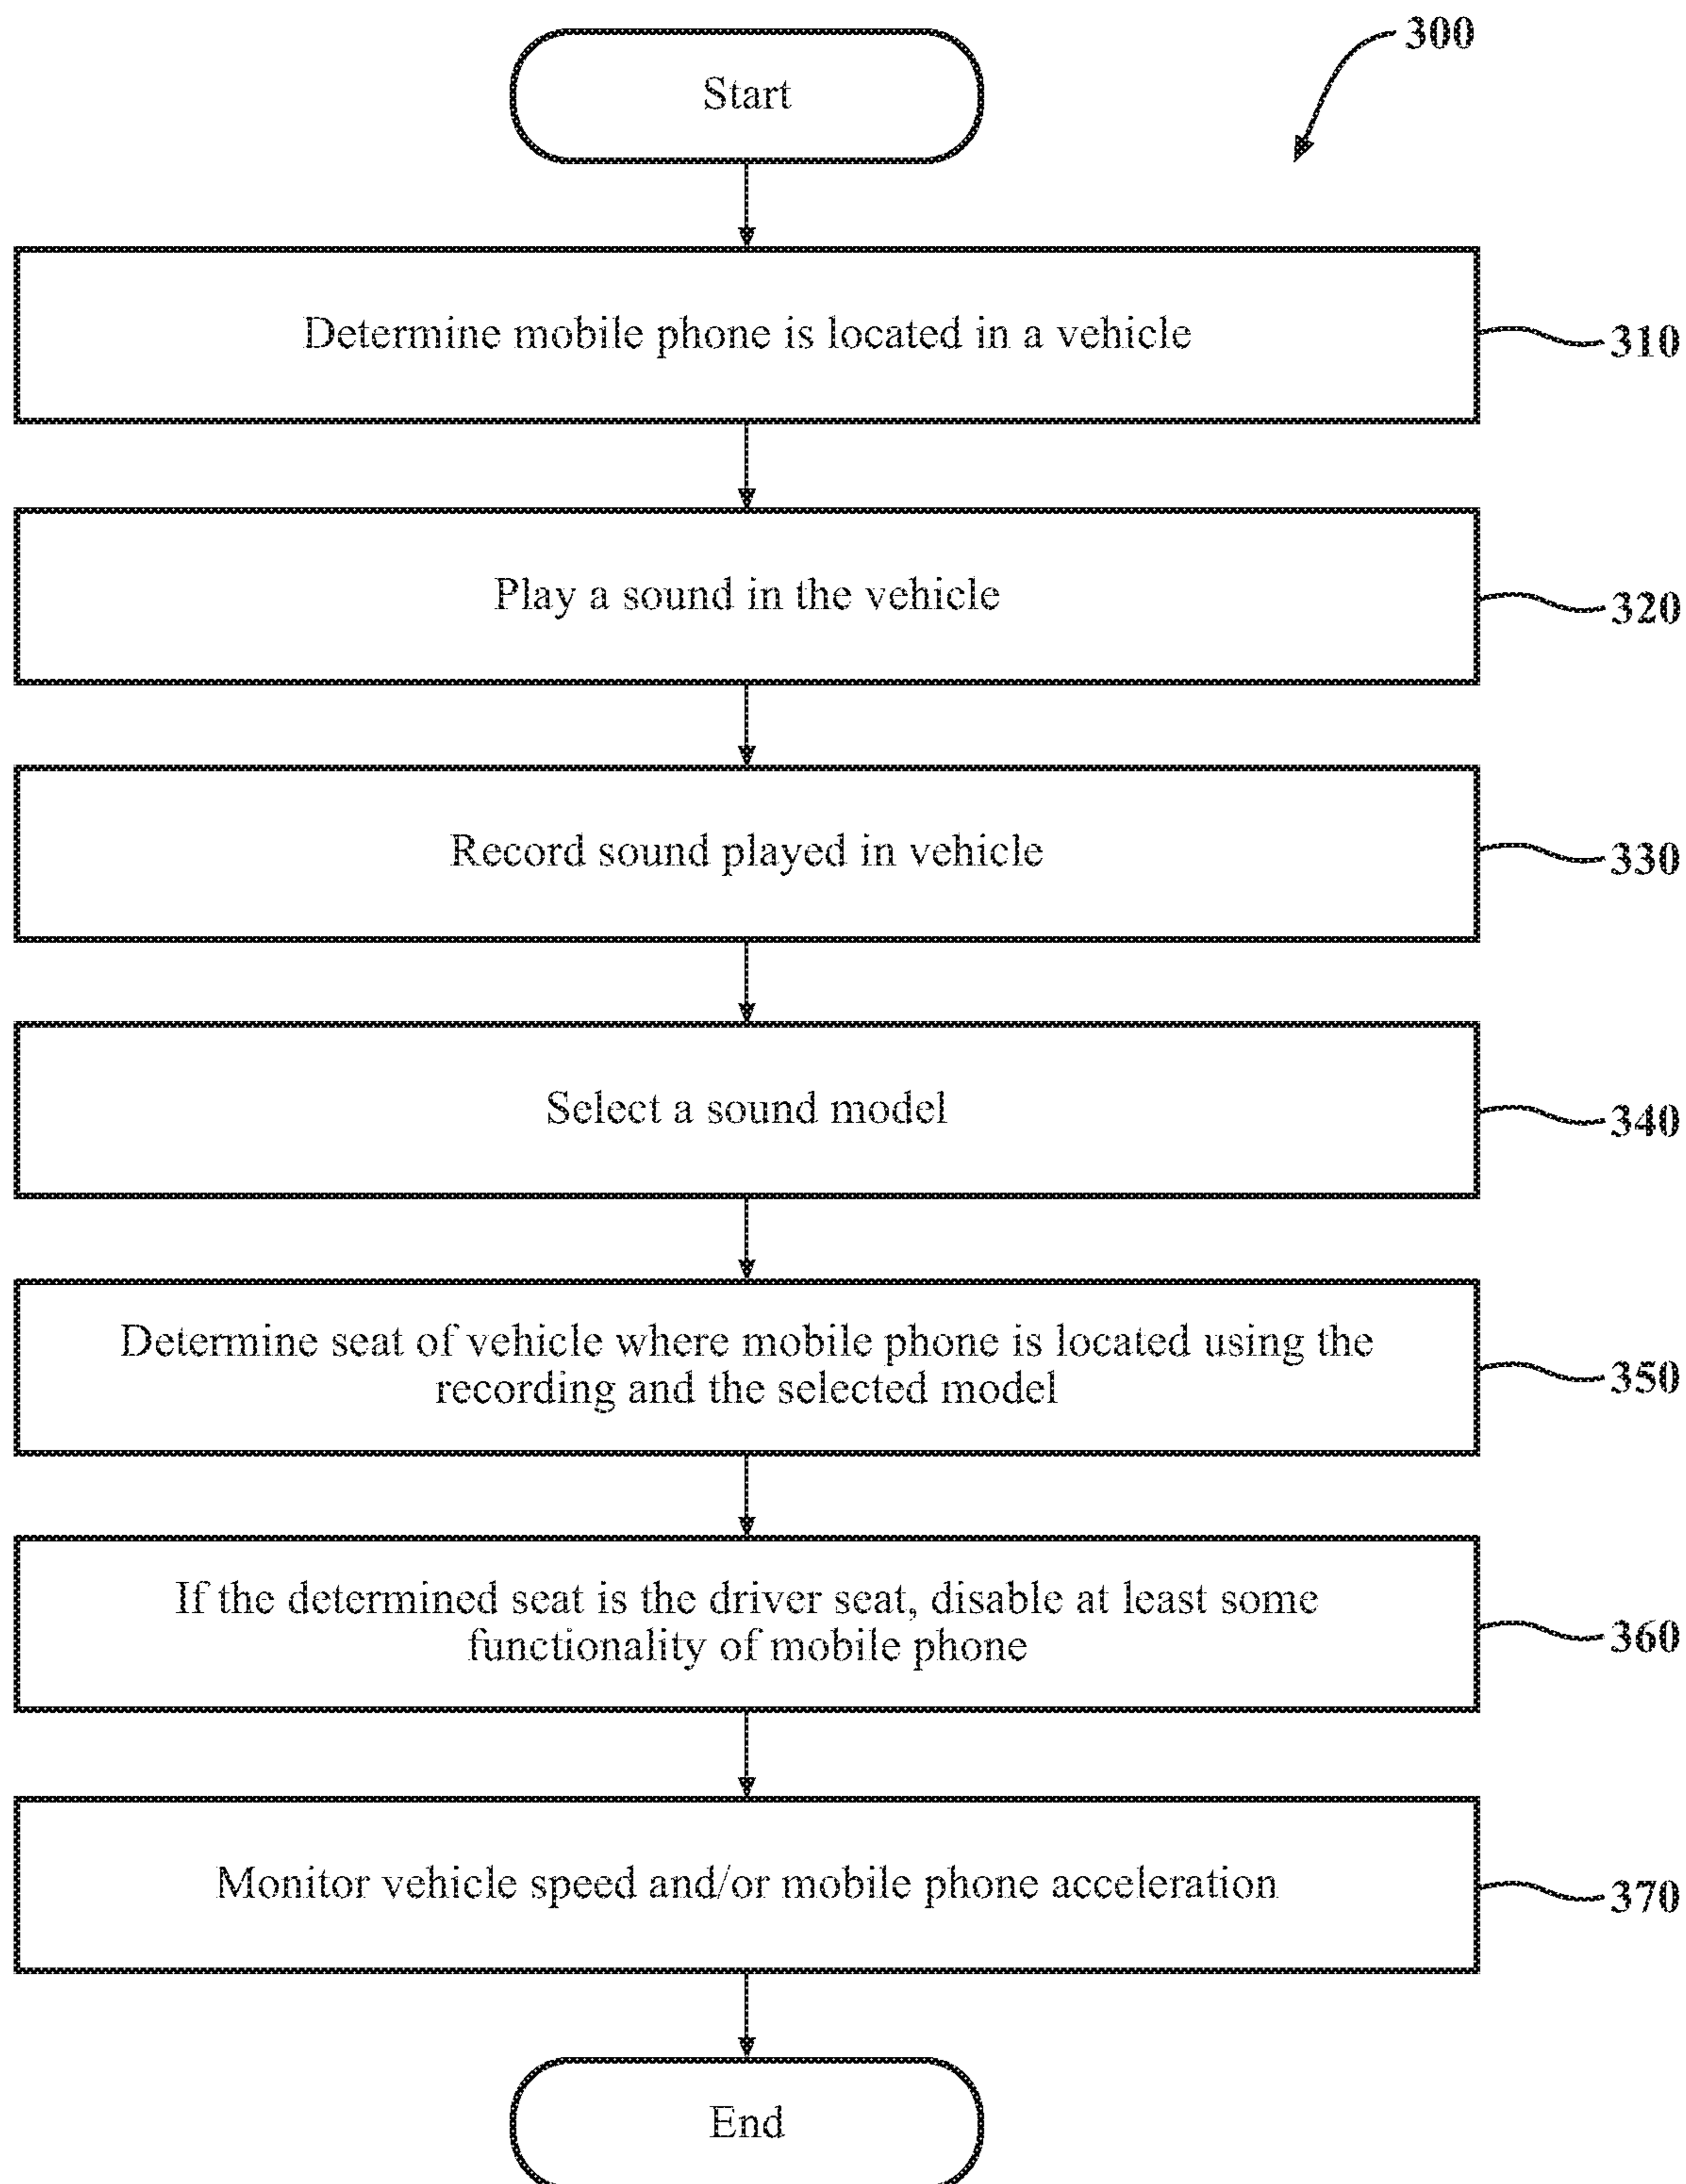 300
Start
Determine mobile phone is located in a vehicle
310
Play a sound in the vehicle
320
Record sound played in vehicle
330
Select a sound model
340
Determine seat of vehicle where mobile phone is located using the
recording and the selected model
350
If the determined seat is the driver seat, disable at least some
functionality of mobile phone
360
Monitor vehicle speed and/or mobile phone acceleration
370
End